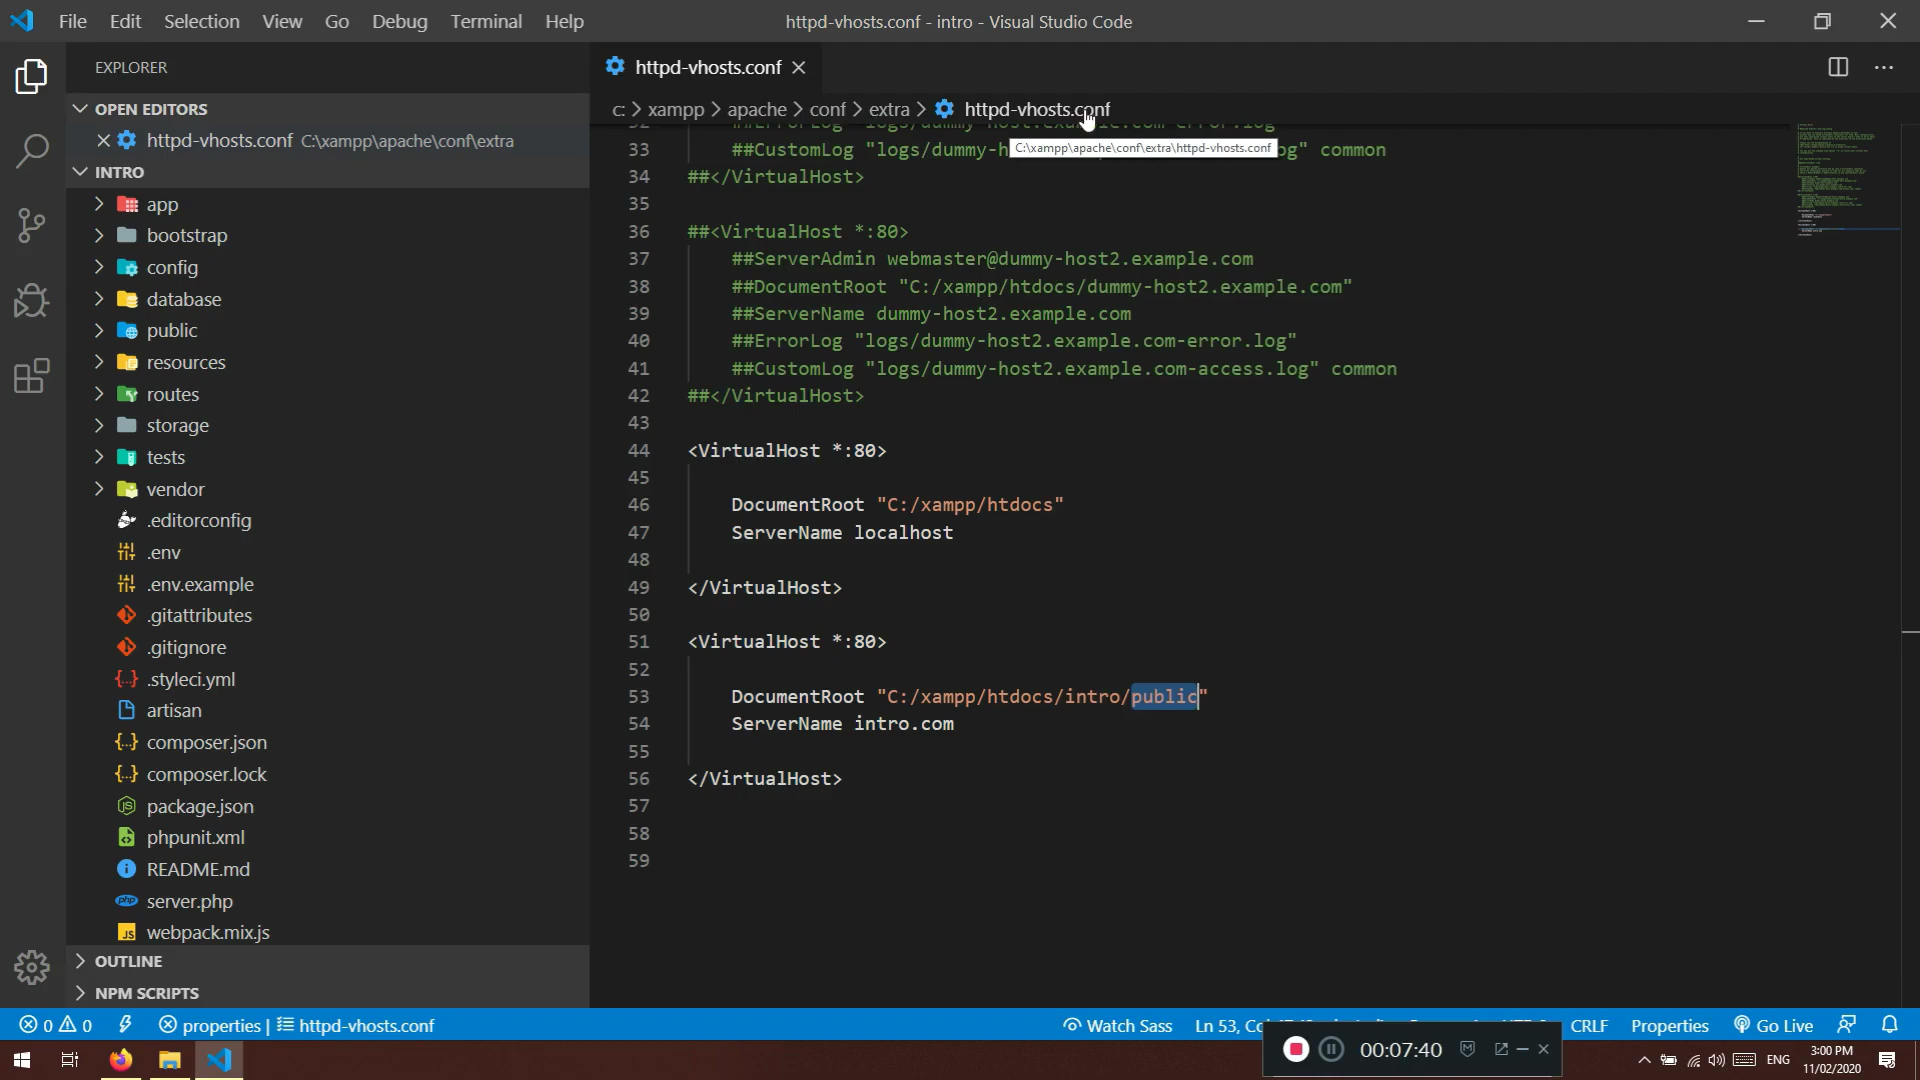 File Edit Selection View Go Debug Terminal Help
httpd-vhosts.conf - intro - Visual Studio Code
EXPLORER
OPEN EDITORS
httpd-vhosts.conf C:\xampp\apache\conf\extra
INTRO
app
bootstrap
config
database
public
resources
routes
storage
tests
vendor
.editorconfig
.env
.env.example
.gitattributes
.gitignore
.styleci.yml
artisan
composer.json
composer.lock
package.json
phpunit.xml
README.md
server.php
webpack.mix.js
OUTLINE
NPM SCRIPTS
httpd-vhosts.conf
c: > xampp > apache > conf > extra > httpd-vhosts.conf
C:\xampp\apache\conf\extra\httpd-vhosts.conf
32 ##ErrorLog "logs/dummy-host.example.com-error.log"
33 ##CustomLog "logs/dummy-h og" common
34 ##</VirtualHost>
35
36 ##<VirtualHost *:80>
37 ##ServerAdmin webmaster@dummy-host2.example.com
38 ##DocumentRoot "C:/xampp/htdocs/dummy-host2.example.com"
39 ##ServerName dummy-host2.example.com
40 ##ErrorLog "logs/dummy-host2.example.com-error.log"
41 ##CustomLog "logs/dummy-host2.example.com-access.log" common
42 ##</VirtualHost>
43
44 <VirtualHost *:80>
45
46 DocumentRoot "C:/xampp/htdocs"
47 ServerName localhost
48
49 </VirtualHost>
50
51 <VirtualHost *:80>
52
53 DocumentRoot "C:/xampp/htdocs/intro/public"
54 ServerName intro.com
55
56 </VirtualHost>
57
58
59
0 0 properties | httpd-vhosts.conf
Watch Sass Ln 53, CRLF Properties Go Live
00:07:40
ENG
3:00 PM
11/02/2020